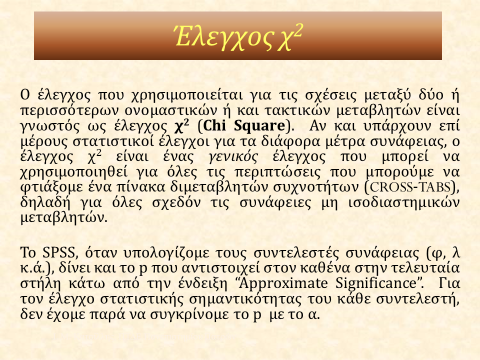 Έλεγχος χ²
Ο έλεγχος που χρησιμοποιείται για τις σχέσεις μεταξύ δύο ή
περισσότερων ονομαστικών ή και τακτικών μεταβλητών είναι
γνωστός ως έλεγχος χ² (Chi Square). Αν και υπάρχουν επί
μέρους στατιστικοί έλεγχοι για τα διάφορα μέτρα συνάφειας, ο
έλεγχος χ² είναι ένας γενικός έλεγχος που μπορεί να
χρησιμοποιηθεί για όλες τις περιπτώσεις που μπορούμε να
φτιάξομε ένα πίνακα διμεταβλητών συχνοτήτων (CROSS-TABS),
δηλαδή για όλες σχεδόν τις συνάφειες μη ισοδιαστημικών
μεταβλητών.
Το SPSS, όταν υπολογίζομε τους συντελεστές συνάφειας (φ, λ
κ.ά.), δίνει και το p που αντιστοιχεί στον καθένα στην τελευταία
στήλη κάτω από την ένδειξη “Approximate Significance”. Για
τον έλεγχο στατιστικής σημαντικότητας του κάθε συντελεστή,
δεν έχομε παρά να συγκρίνομε το p με το α.